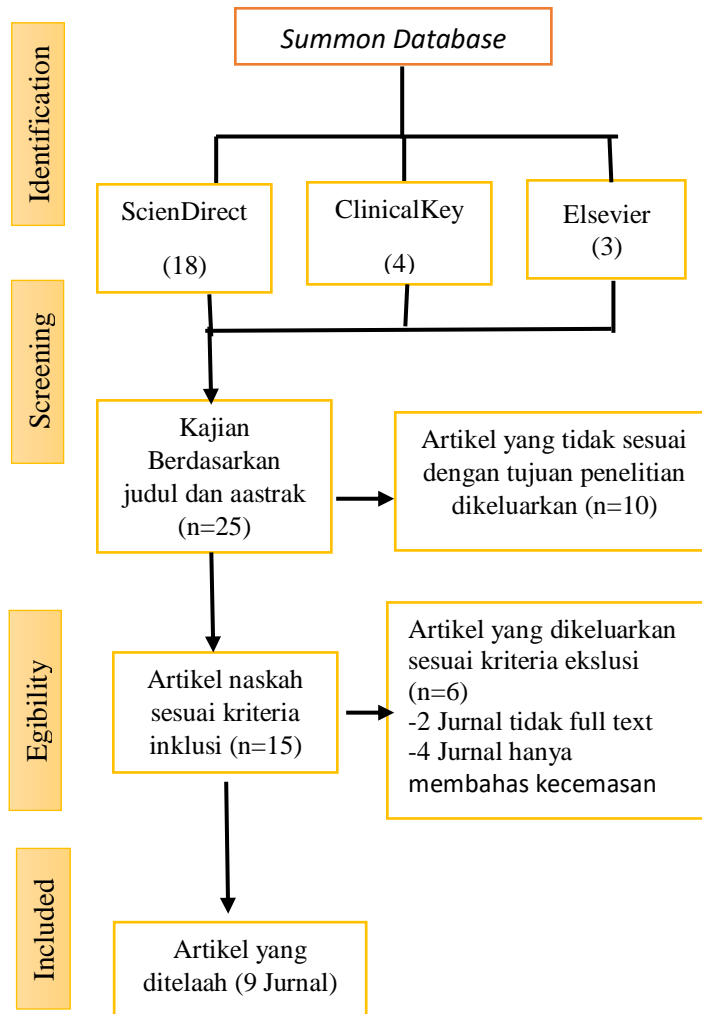 Identification
Summon Database
ScienDirect
(18)
ClinicalKey
(4)
Elsevier
(3)
Screening
Kajian
Berdasarkan
judul dan aastrak
(n=25)
Artikel yang tidak sesuai
dengan tujuan penelitian
dikeluarkan (n=10)
Egibility
Artikel naskah
sesuai kriteria
inklusi (n=15)
Artikel yang dikeluarkan
sesuai kriteria ekslusi
(n=6)
-2 Jurnal tidak full text
-4 Jurnal hanya
membahas kecemasan
Included
Artikel yang
ditelaah (9 Jurnal)